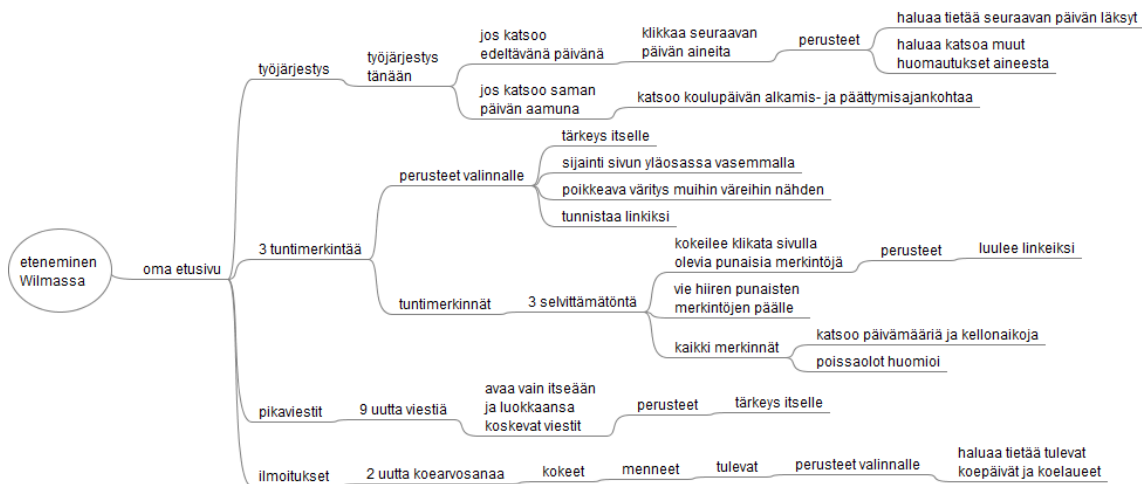 eteneminen
Wilmassa
oma etusivu
työjärjestys
työjärjestys
tänään
jos katsoo
edeltävänä päivänä
klikkaa seuraavan
päivän aineita
perusteet
haluaa tietää seuraavan päivän läksyt
haluaa katsoa muut
huomautukset aineesta
jos katsoo saman
päivän aamuna
katsoo koulupäivän alkamis- ja päättymisajankohtaa
3 tuntimerkintää
perusteet valinnalle
tärkeys itselle
sijainti sivun yläosassa vasemmalla
poikkeava väritys muihin väreihin nähden
tunnistaa linkiksi
tuntimerkinnät
3 selvittämätöntä
kokeilee klikata sivulla
olevia punaisia merkintöjä
perusteet
luulee linkeiksi
vie hiiren punaisten
merkintöjen päälle
kaikki merkinnät
katsoo päivämääriä ja kellonaikoja
poissaolot huomioi
pikaviestit
9 uutta viestiä
avaa vain itseään
ja luokkaansa
koskevat viestit
perusteet
tärkeys itselle
ilmoitukset
2 uutta koearvosanaa
kokeet
menneet
tulevat
perusteet valinnalle
haluaa tietää tulevat
koepäivät ja koelaueet